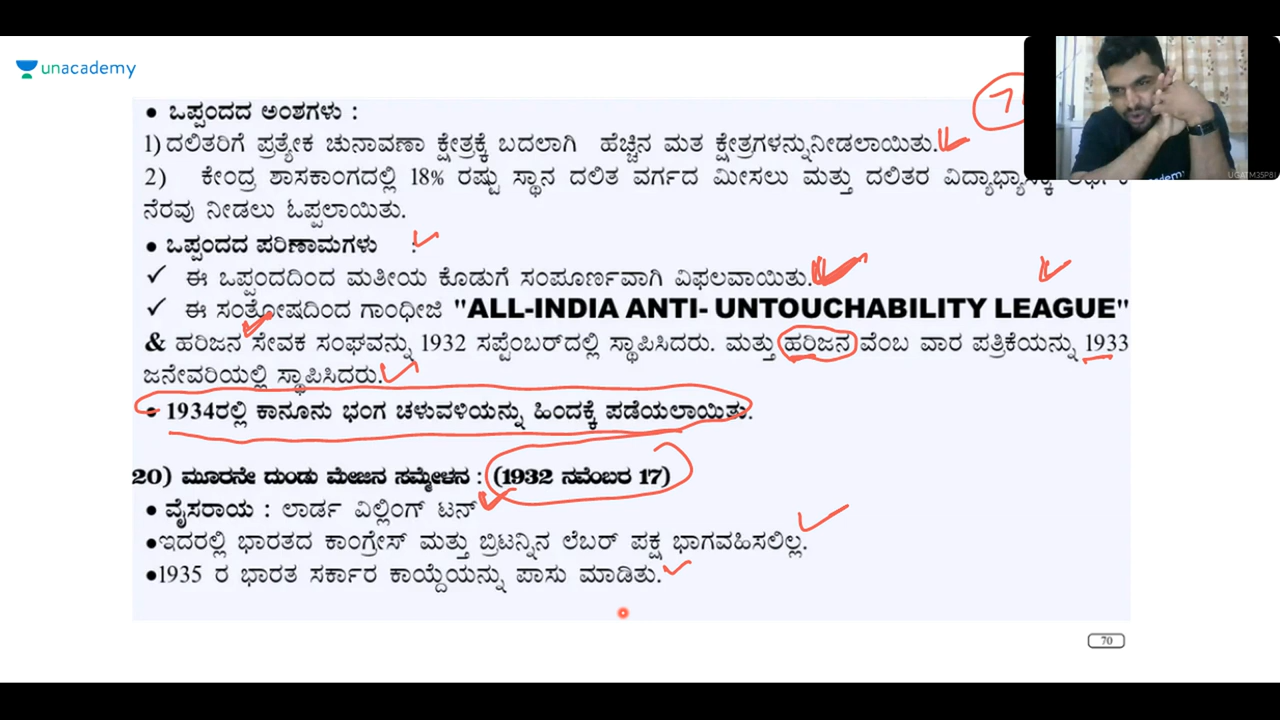 unacademy
• ಒಪ್ಪಂದದ ಅಂಶಗಳು :
1) ದಲಿತರಿಗೆ ಪ್ರತ್ಯೇಕ ಚುನಾವಣಾ ಕ್ಷೇತ್ರಕ್ಕೆ ಬದಲಾಗಿ ಹೆಚ್ಚಿನ ಮತ ಕ್ಷೇತ್ರಗಳನ್ನುನೀಡಲಾಯಿತು.
2) ಕೇಂದ್ರ ಶಾಸಕಾಂಗದಲ್ಲಿ 18% ರಷ್ಟು ಸ್ಥಾನ ದಲಿತ ವರ್ಗದ ಮೀಸಲು ಮತ್ತು ದಲಿತರ
ನೆರವು ನೀಡಲು ಓಪ್ಪಲಾಯಿತು.
• ಒಪ್ಪಂದದ ಪರಿಣಾಮಗಳು :
✓ ಈ ಒಪ್ಪಂದದಿಂದ ಮತೀಯ ಕೊಡುಗೆ ಸಂಪೂರ್ಣವಾಗಿ ವಿಫಲವಾಯಿತು.
✓ ಈ ಸಂತೋಷದಿಂದ ಗಾಂಧೀಜಿ "ALL-INDIA ANTI- UNTOUCHABILITY LEAGUE"
& ಹರಿಜನ ಸೇವಕ ಸಂಘವನ್ನು 1932 ಸಪ್ಟೆಂಬರ್‌ದಲ್ಲಿ ಸ್ಥಾಪಿಸಿದರು. ಮತ್ತು ಹರಿಜನ ವೆಂಬ ವಾರ ಪತ್ರಿಕೆಯನ್ನು 1933
ಜನೇವರಿಯಲ್ಲಿ ಸ್ಥಾಪಿಸಿದರು.
• 1934ರಲ್ಲಿ ಕಾನೂನು ಭಂಗ ಚಳುವಳಿಯನ್ನು ಹಿಂದಕ್ಕೆ ಪಡೆಯಲಾಯಿತು.
20) ಮೂರನೇ ದುಂಡು ಮೇಜಿನ ಸಮ್ಮೇಳನ : (1932 ನವೆಂಬರ 17)
• ವೈಸರಾಯ : ಲಾರ್ಡ ವಿಲ್ಲಿಂಗ್ ಟನ್
•ಇದರಲ್ಲಿ ಭಾರತದ ಕಾಂಗ್ರೇಸ್ ಮತ್ತು ಬ್ರಿಟನ್ನಿನ ಲೆಬರ್ ಪಕ್ಷ ಭಾಗವಹಿಸಲಿಲ್ಲ.
•1935 ರ ಭಾರತ ಸರ್ಕಾರ ಕಾಯ್ದೆಯನ್ನು ಪಾಸು ಮಾಡಿತು.
70